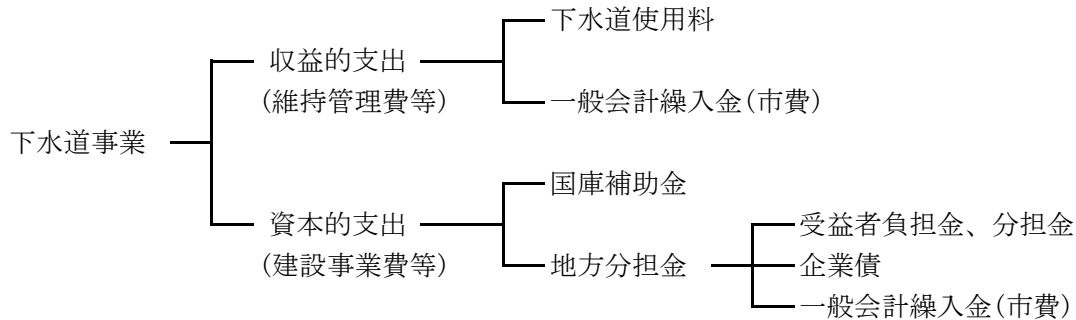 下水道使用料
収益的支出
(維持管理費等)
一般会計繰入金(市費)
下水道事業
国庫補助金
資本的支出
(建設事業費等)
地方分担金
受益者負担金、分担金
企業債
一般会計繰入金(市費)